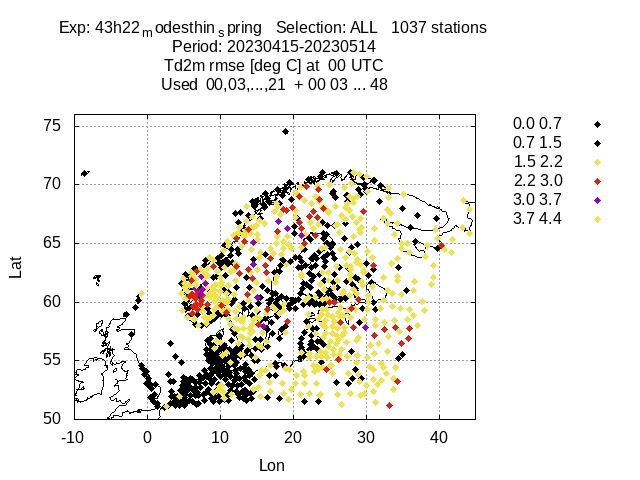 Exp: 43h22modesthinspring   Selection: ALL   1037 stations
Period: 20230415-20230514
Td2m rmse [deg C] at  00 UTC
Used  00,03,...,21  + 00 03 ... 48
0.0 0.7
0.7 1.5
1.5 2.2
2.2 3.0
3.0 3.7
3.7 4.4
75
70
65
60
55
50
Lat
-10 0 10 20 30 40
Lon